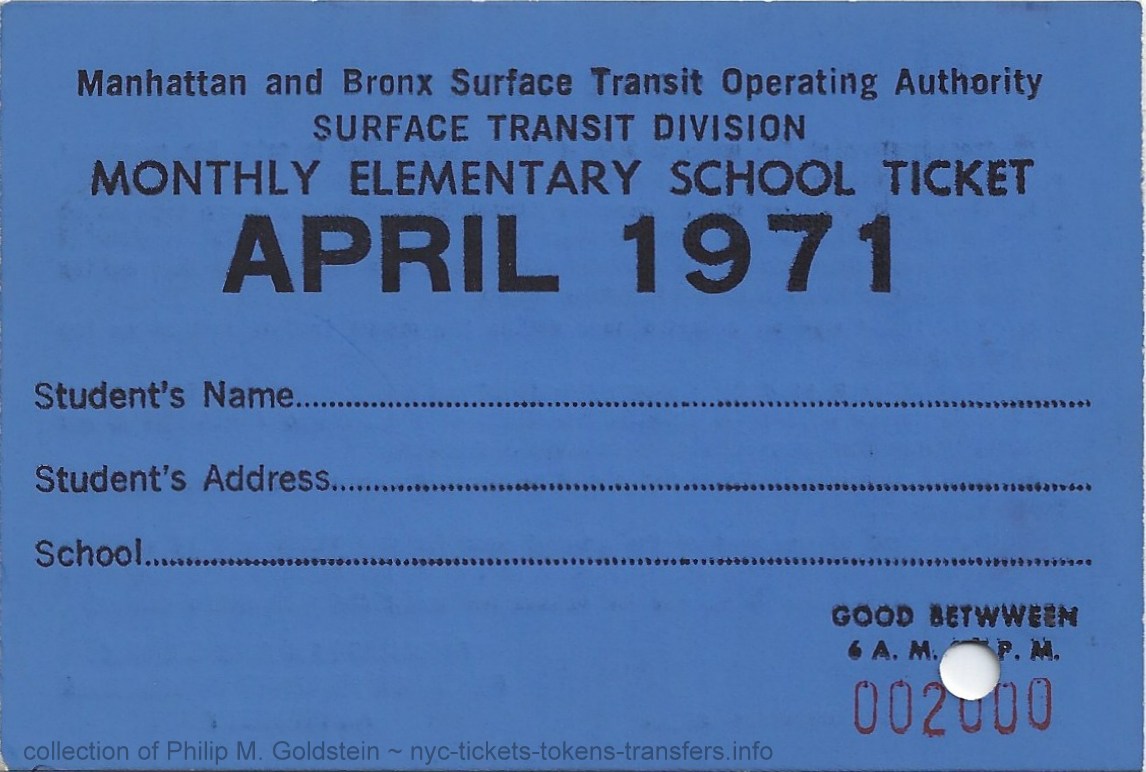 Manhattan and Bronx Surface Transit Operating Authority
SURFACE TRANSIT DIVISION
MONTHLY ELEMENTARY SCHOOL TICKET
APRIL 1971
Student's Name
Student's Address
School
GOOD BETWWEEN
6 A. M. P. M.
002000
collection of Philip M. Goldstein ~ nyc-tickets-tokens-transfers.info